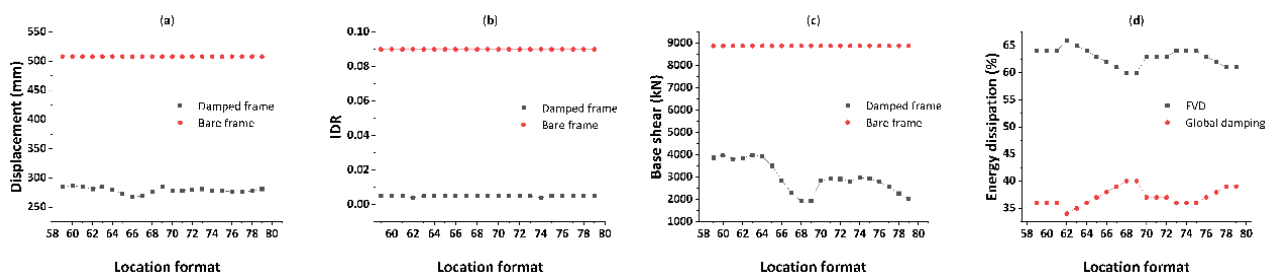 (a)
550
500
450
400
350
300
250
Displacement (mm)
Damped frame
Bare frame
58 60 62 64 66 68 70 72 74 76 78 80
Location format
(b)
0.10
0.08
0.06
0.04
0.02
0.00
IDR
Damped frame
Bare frame
58 60 62 64 66 68 70 72 74 76 78 80
Location format
(c)
9000
8000
7000
6000
5000
4000
3000
2000
1000
Base shear (kN)
Damped frame
Bare frame
58 60 62 64 66 68 70 72 74 76 78 80
Location format
(d)
65
60
55
50
45
40
35
Energy dissipation (%)
FVD
Global damping
58 60 62 64 66 68 70 72 74 76 78 80
Location format